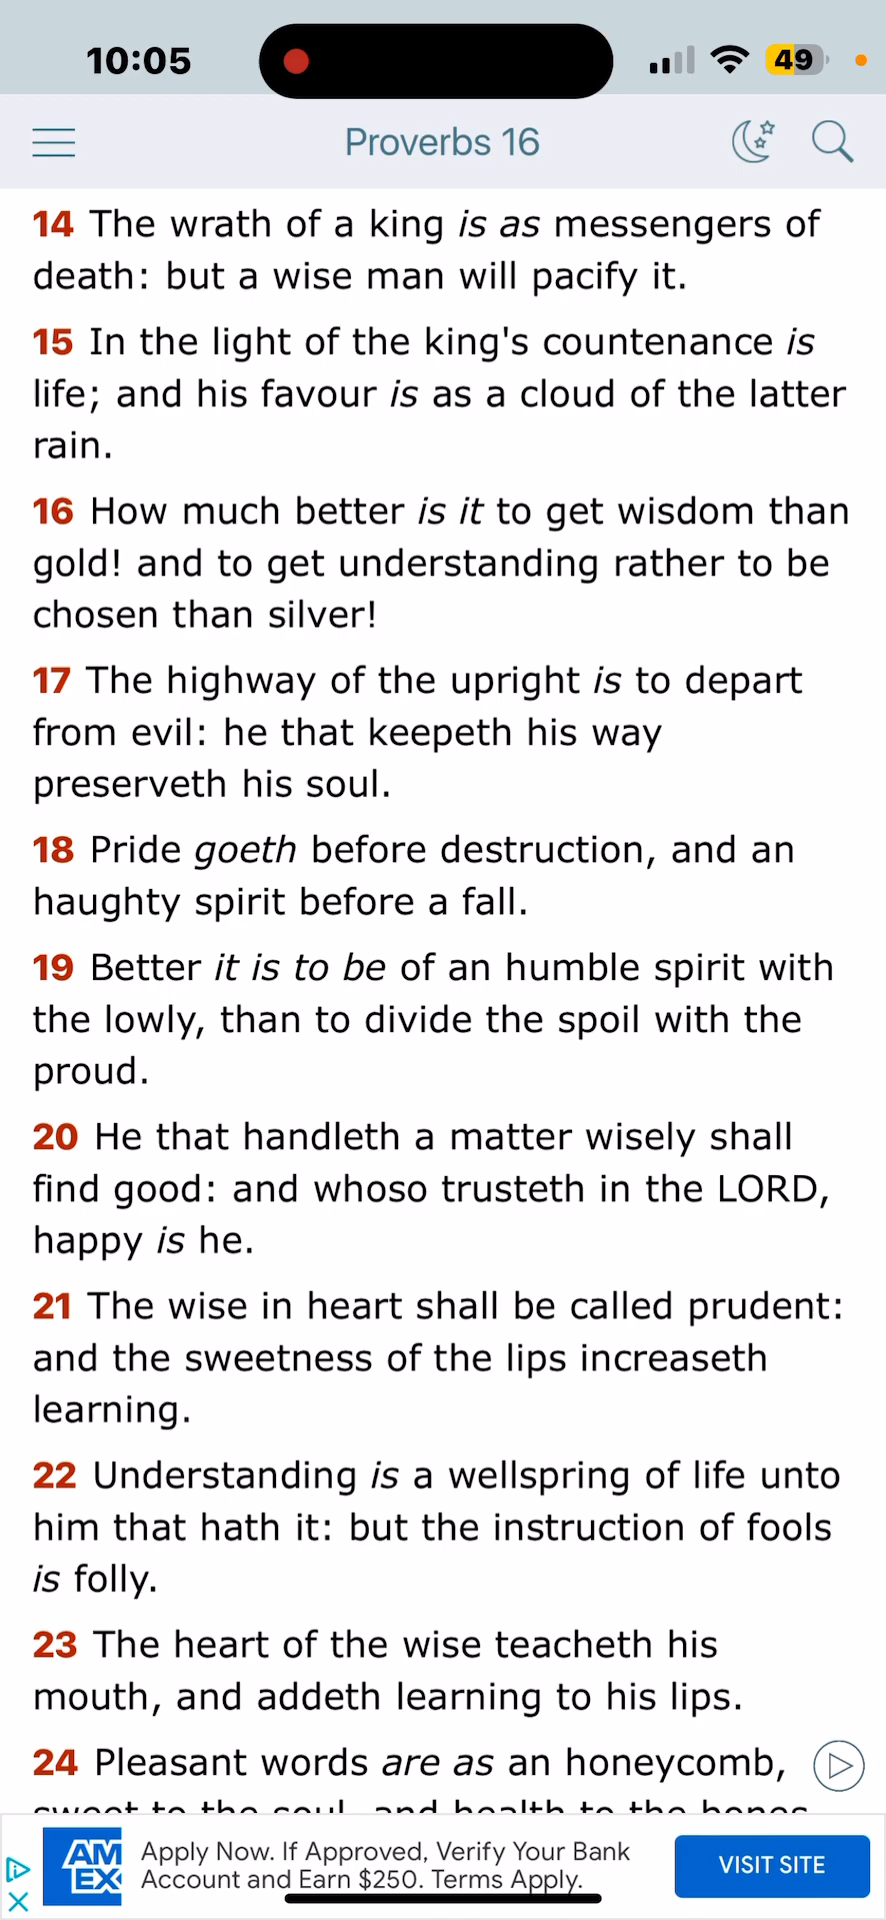 10:05
49
Proverbs 16
14 The wrath of a king is as messengers of
death: but a wise man will pacify it.
15 In the light of the king's countenance is
life; and his favour is as a cloud of the latter
rain.
16 How much better is it to get wisdom than
gold! and to get understanding rather to be
chosen than silver!
17 The highway of the upright is to depart
from evil: he that keepeth his way
preserveth his soul.
18 Pride goeth before destruction, and an
haughty spirit before a fall.
19 Better it is to be of an humble spirit with
the lowly, than to divide the spoil with the
proud.
20 He that handleth a matter wisely shall
find good: and whoso trusteth in the LORD,
happy is he.
21 The wise in heart shall be called prudent:
and the sweetness of the lips increaseth
learning.
22 Understanding is a wellspring of life unto
him that hath it: but the instruction of fools
is folly.
23 The heart of the wise teacheth his
mouth, and addeth learning to his lips.
24 Pleasant words are as an honeycomb,
sweet to the soul, and health to the bones.
AM
EX
Apply Now. If Approved, Verify Your Bank
Account and Earn $250. Terms Apply.
VISIT SITE